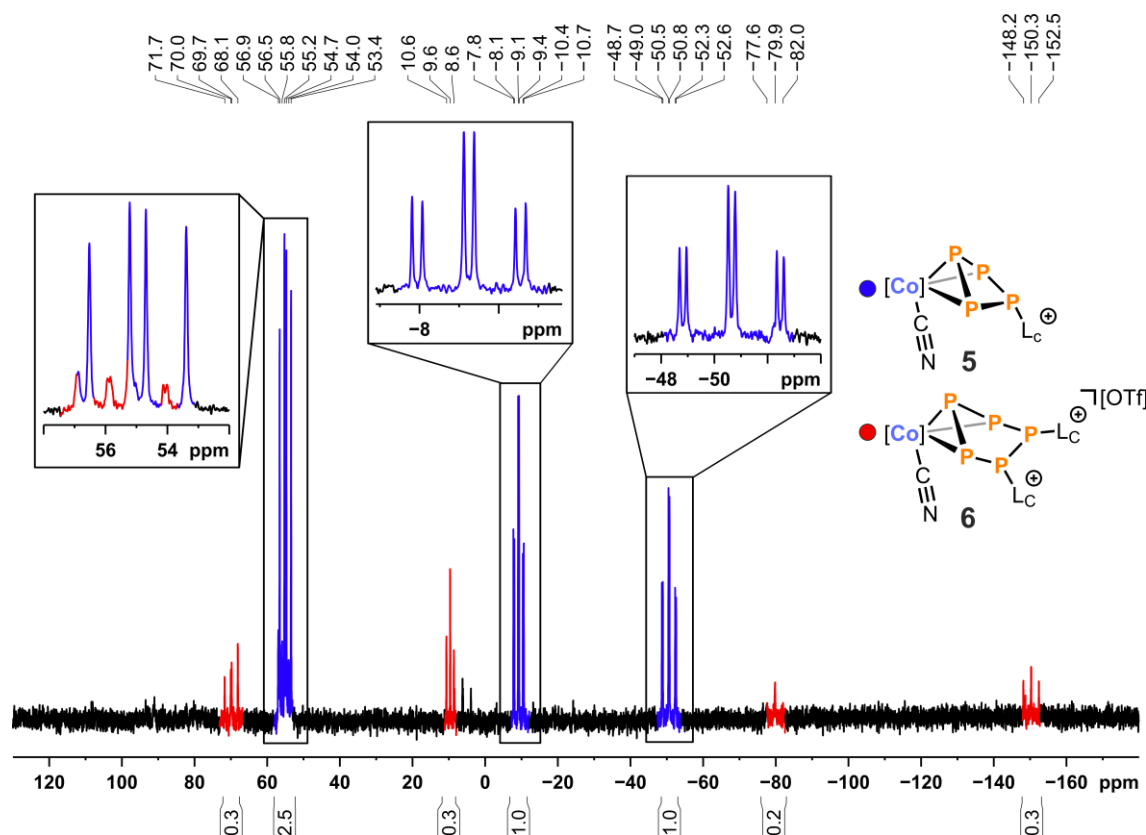 71.7
70.0
69.7
68.1
56.9
56.5
55.8
55.2
54.7
54.0
53.4
10.6
9.6
8.6
−7.8
−8.1
−9.1
−9.4
−10.4
−10.7
−48.7
−49.0
−50.5
−50.8
−52.3
−52.6
−77.6
−79.9
−82.0
−148.2
−150.3
−152.5
56 54 ppm
−8 ppm
−48 −50 ppm
P
[Co] P
P P
C LC ⊕
N 5
P ⊕ ⁊[OTf]
[Co] P P LC
P P
C LC ⊕
N 6
120 100 80 60 40 20 0 −20 −40 −60 −80 −100 −120 −140 −160 ppm
0.3
2.5
0.3
1.0
1.0
0.2
0.3